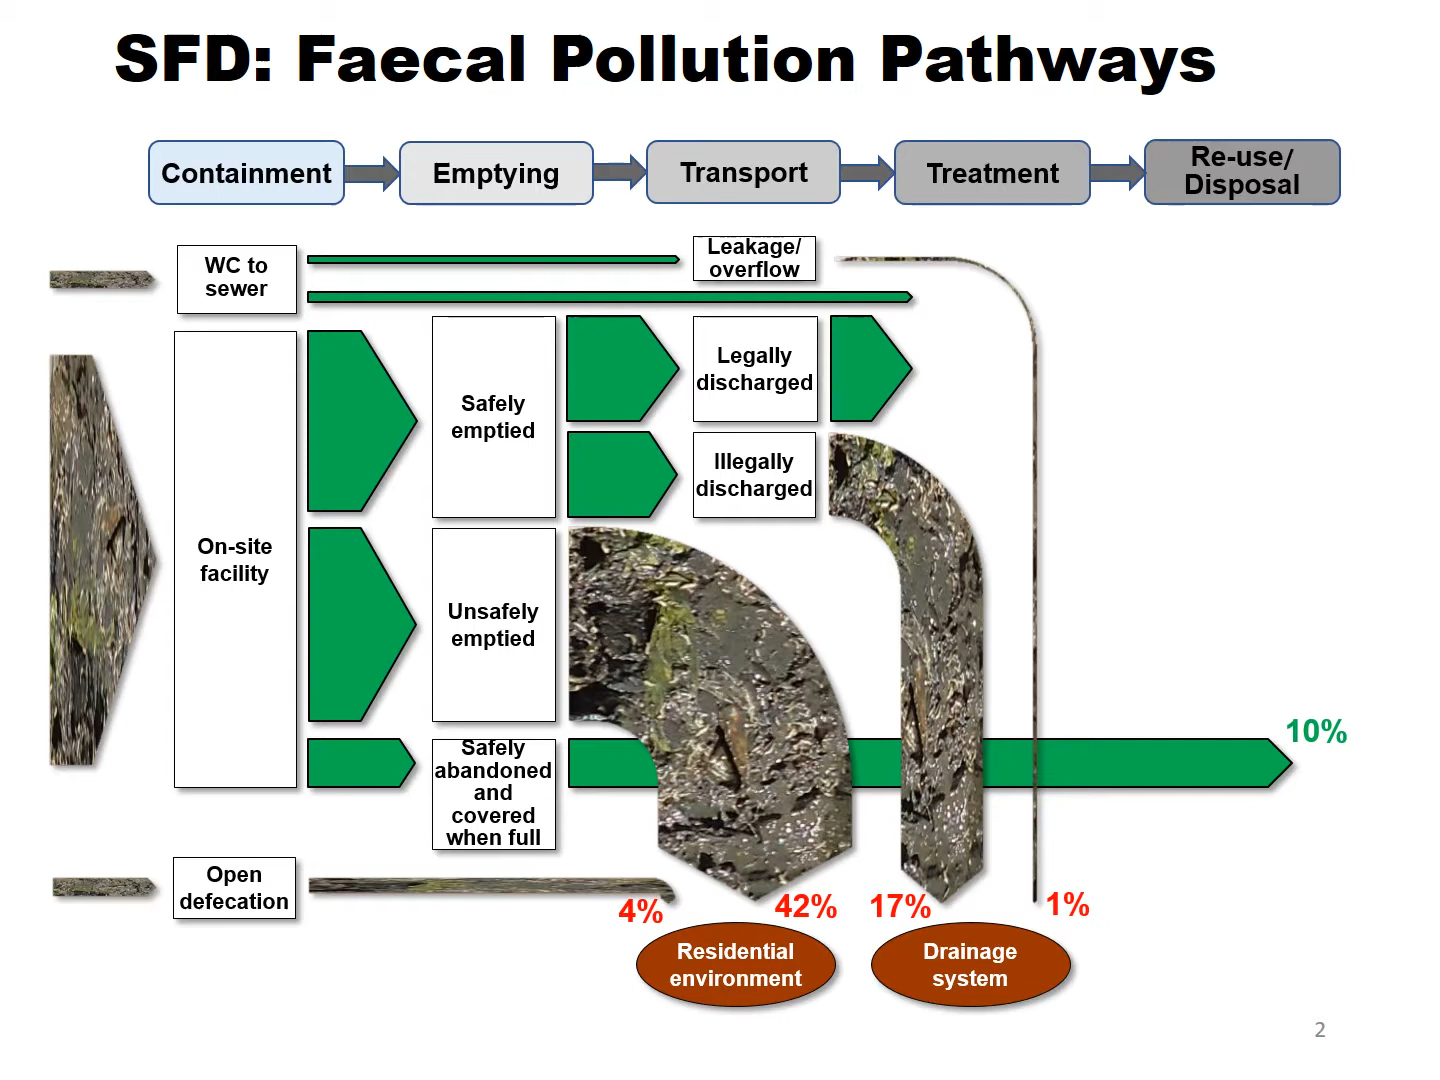 SFD: Faecal Pollution Pathways
Containment
Emptying
Transport
Treatment
Re-use/
Disposal
WC to
sewer
Leakage/
overflow
On-site
facility
Safely
emptied
Legally
discharged
Illegally
discharged
Unsafely
emptied
Safely
abandoned
and
covered
when full
10%
Open
defecation
4%
42%
17%
1%
Residential
environment
Drainage
system
2